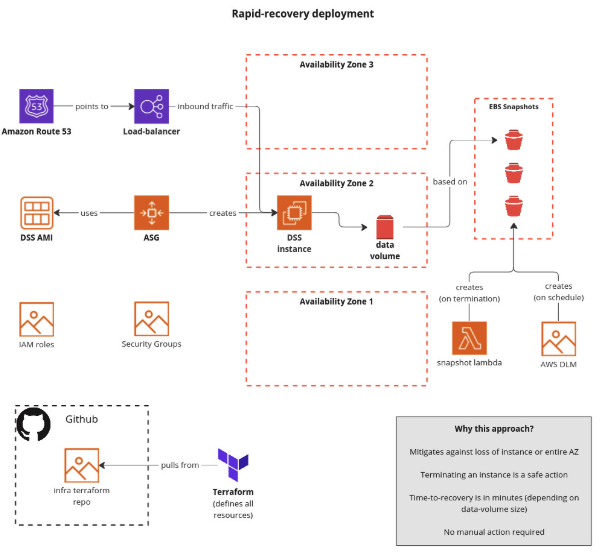 Rapid-recovery deployment
Availability Zone 3
EBS Snapshots
53
points to
inbound traffic
Amazon Route 53
Load-balancer
Availability Zone 2
based on
uses
creates
DSS AMI
ASG
DSS
instance
data
volume
Availability Zone 1
creates
(on termination)
creates
(on schedule)
IAM roles
Security Groups
snapshot lambda
AWS DLM
Github
pulls from
infra terraform
repo
Terraform
(defines all
resources)
Why this approach?
Mitigates against loss of instance or entire AZ
Terminating an instance is a safe action
Time-to-recovery is in minutes (depending on
data-volume size)
No manual action required